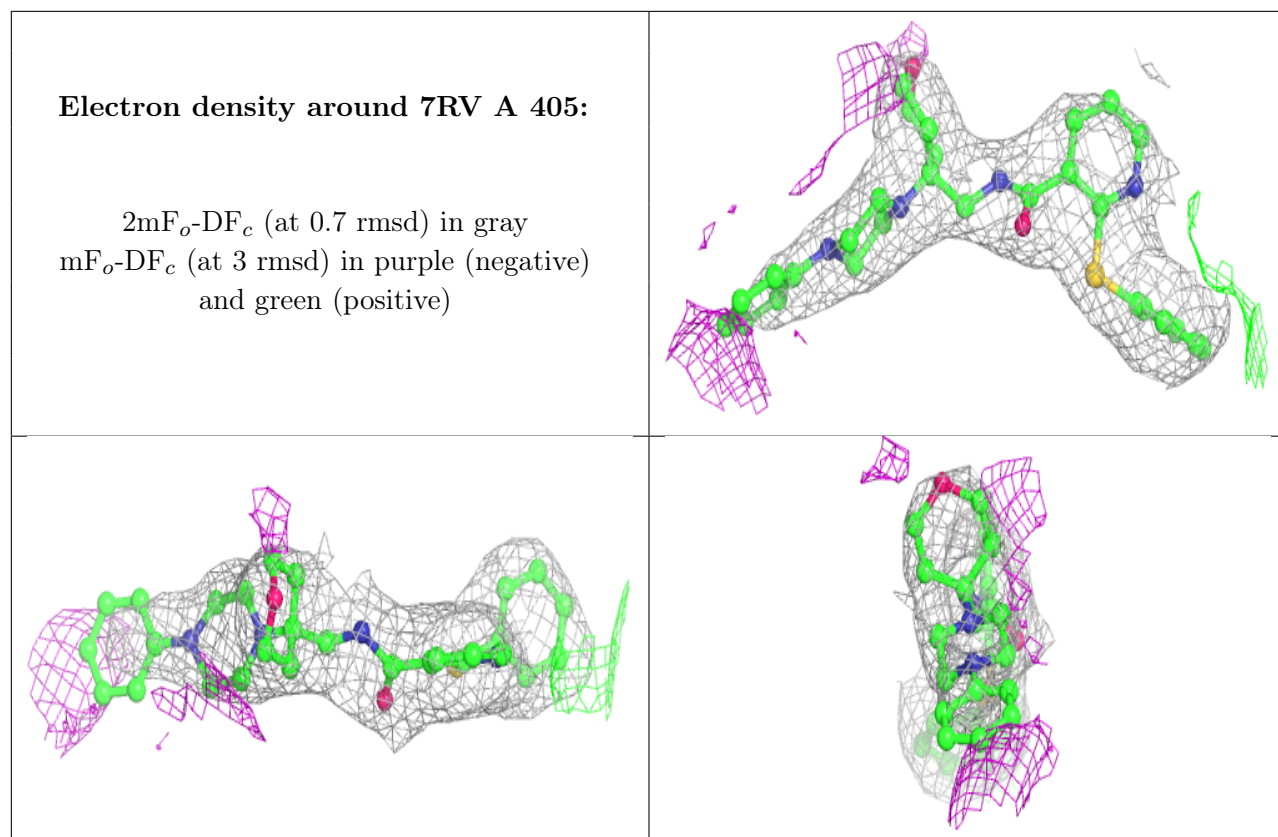 Electron density around 7RV A 405:
2mFₒ-DF𝒸 (at 0.7 rmsd) in gray
mFₒ-DF𝒸 (at 3 rmsd) in purple (negative)
and green (positive)